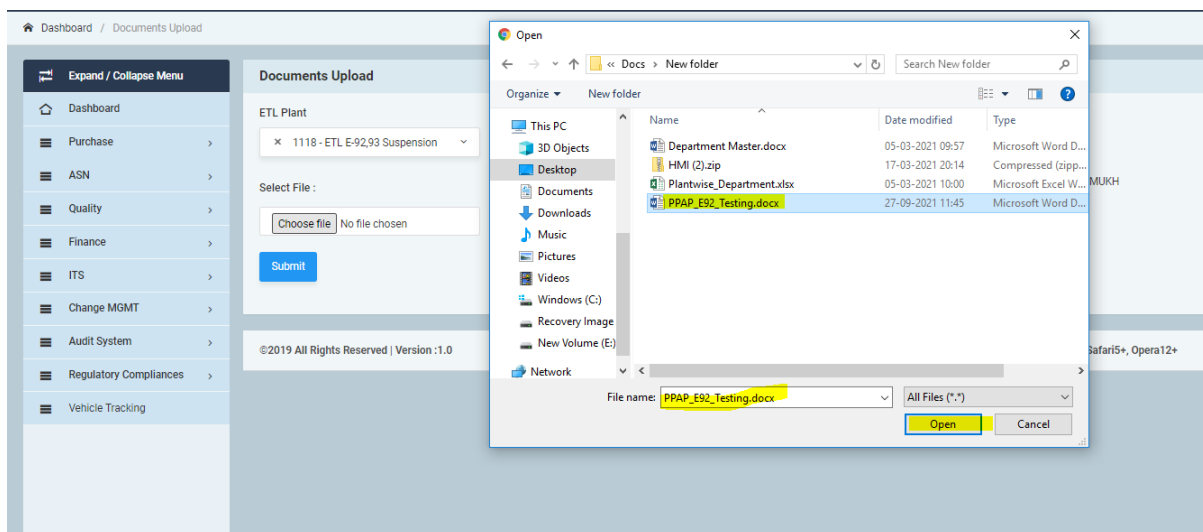 Dashboard / Documents Upload
Expand / Collapse Menu
Dashboard
Purchase
ASN
Quality
Finance
ITS
Change MGMT
Audit System
Regulatory Compliances
Vehicle Tracking
Documents Upload
ETL Plant
× 1118 - ETL E-92,93 Suspension
Select File :
Choose file No file chosen
Submit
©2019 All Rights Reserved | Version :1.0
Open
« Docs > New folder
Search New folder
Organize New folder
This PC
3D Objects
Desktop
Documents
Downloads
Music
Pictures
Videos
Windows (C:)
Recovery Image
New Volume (E:)
Network
Name Date modified Type
Department Master.docx 05-03-2021 09:57 Microsoft Word D...
HMI (2).zip 17-03-2021 20:14 Compressed (zipp...
Plantwise_Department.xlsx 05-03-2021 10:00 Microsoft Excel W...
PPAP_E92_Testing.docx 27-09-2021 11:45 Microsoft Word D...
File name: PPAP_E92_Testing.docx All Files (*.*)
Open Cancel
MUKH
Safari5+, Opera12+